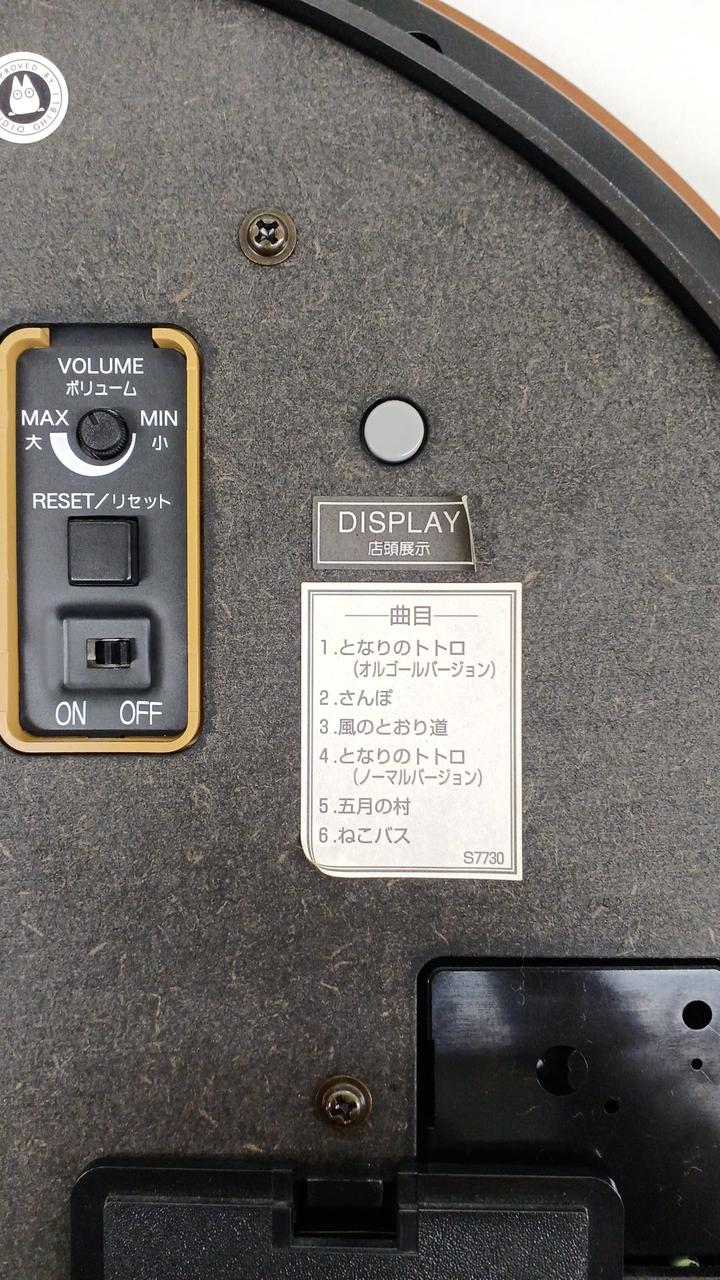 APPROVED BY
STUDIO GHIBLI
VOLUME
ボリューム
MAX MIN
大 小
RESET/リセット
ON OFF
DISPLAY
店頭展示
曲目
1.となりのトトロ
(オルゴールバージョン)
2.さんぽ
3.風のとおり道
4.となりのトトロ
(ノーマルバージョン)
5.五月の村
6.ねこバス
S7730